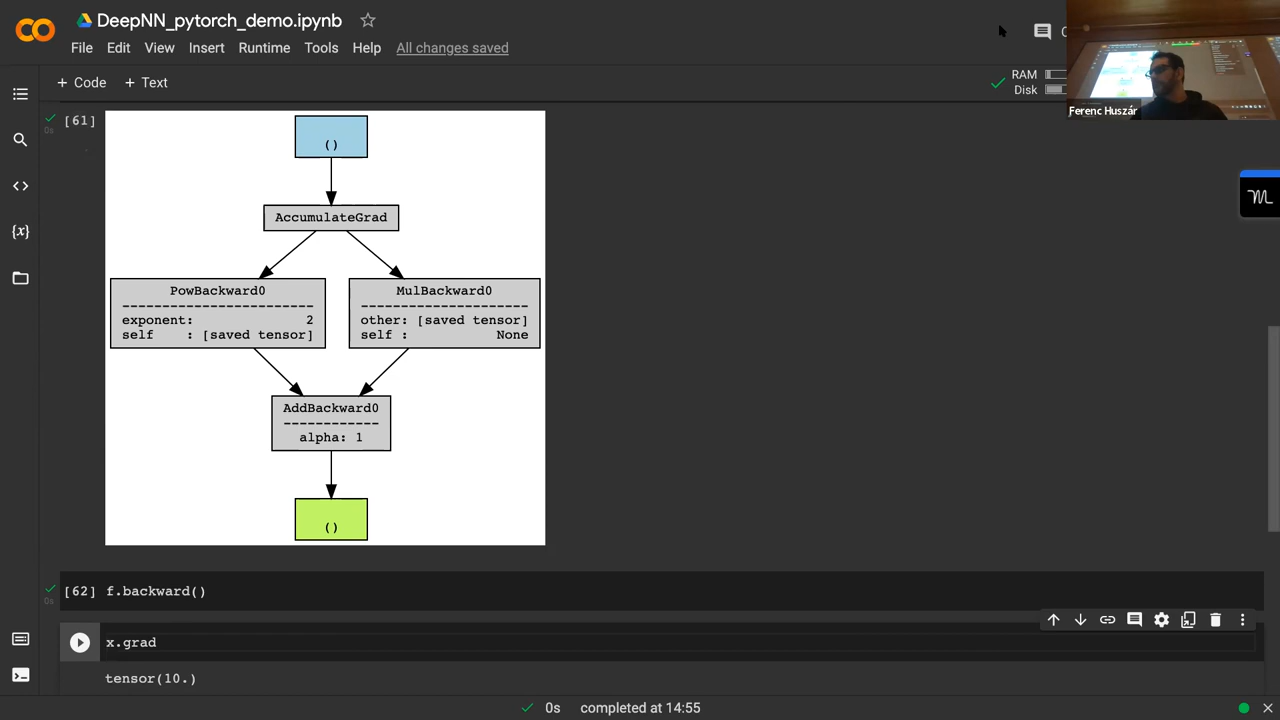 DeepNN_pytorch_demo.ipynb
File Edit View Insert Runtime Tools Help All changes saved
+ Code + Text
RAM
Disk
Ferenc Huszár
[61]
()
AccumulateGrad
PowBackward0
------------------------
exponent: 2
self : [saved tensor]
MulBackward0
---------------------
other: [saved tensor]
self : None
AddBackward0
------------
alpha: 1
()
{x}
[62] f.backward()
0s
x.grad
tensor(10.)
0s completed at 14:55